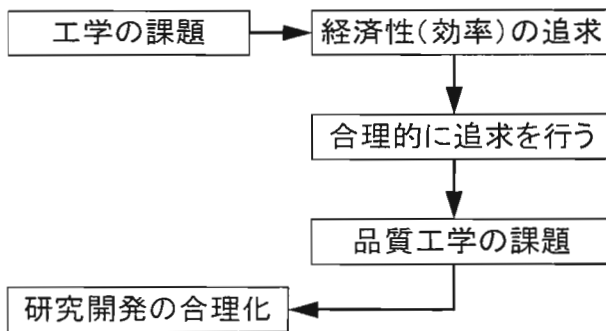 工学の課題
経済性(効率)の追求
合理的に追求を行う
品質工学の課題
研究開発の合理化